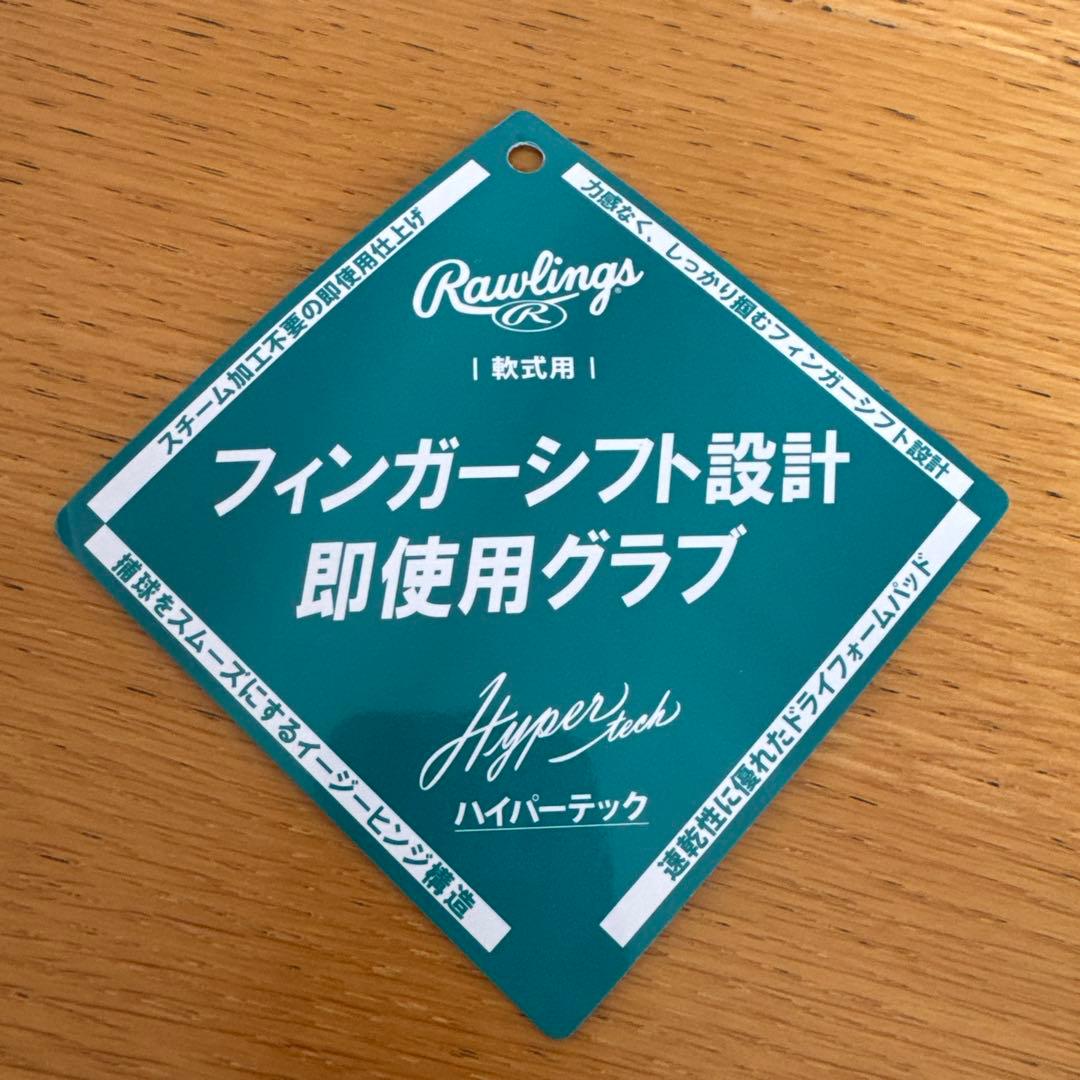 スチーム加工不要の即使用仕上げ
力感なく、しっかり掴むフィンガーシフト設計
Rawlings
R
軟式用
フィンガーシフト設計
即使用グラブ
Hyper tech
ハイパーテック
捕球をスムーズにするイージーヒンジ構造
速乾性に優れたドライフォームパッド